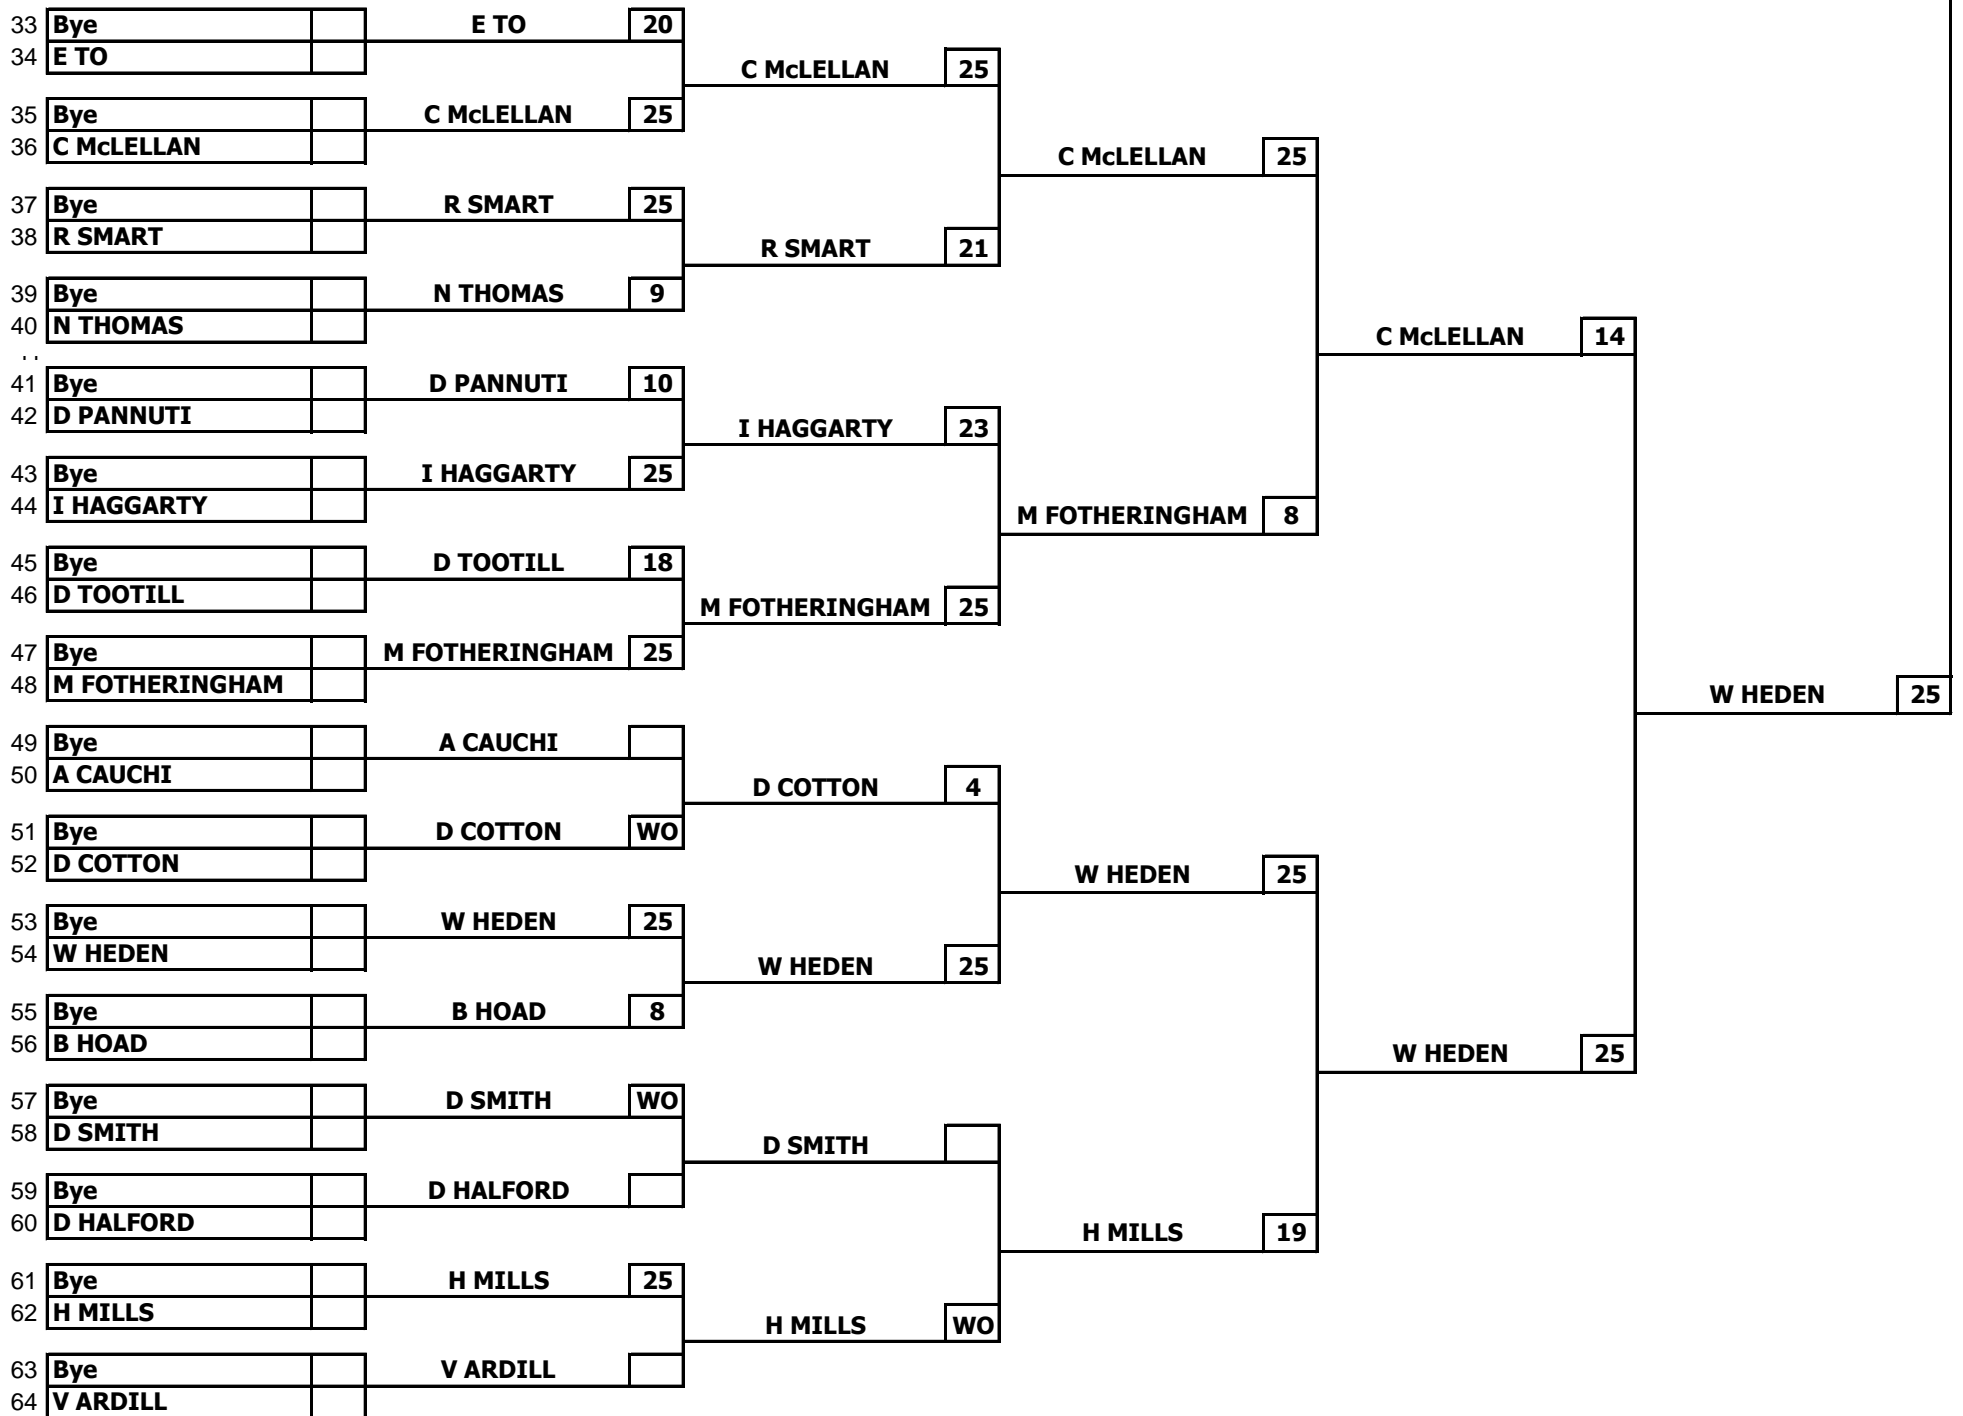 33 Bye E TO 20
34 E TO
C McLELLAN 25
35 Bye C McLELLAN 25
36 C McLELLAN
C McLELLAN 25
37 Bye R SMART 25
38 R SMART
R SMART 21
39 Bye N THOMAS 9
40 N THOMAS
C McLELLAN 14
41 Bye D PANNUTI 10
42 D PANNUTI
I HAGGARTY 23
43 Bye I HAGGARTY 25
44 I HAGGARTY
M FOTHERINGHAM 8
45 Bye D TOOTILL 18
46 D TOOTILL
M FOTHERINGHAM 25
47 Bye M FOTHERINGHAM 25
48 M FOTHERINGHAM
W HEDEN 25
49 Bye A CAUCHI
50 A CAUCHI
D COTTON 4
51 Bye D COTTON WO
52 D COTTON
W HEDEN 25
53 Bye W HEDEN 25
54 W HEDEN
W HEDEN 25
55 Bye B HOAD 8
56 B HOAD
W HEDEN 25
57 Bye D SMITH WO
58 D SMITH
D SMITH
59 Bye D HALFORD
60 D HALFORD
H MILLS 19
61 Bye H MILLS 25
62 H MILLS
H MILLS WO
63 Bye V ARDILL
64 V ARDILL